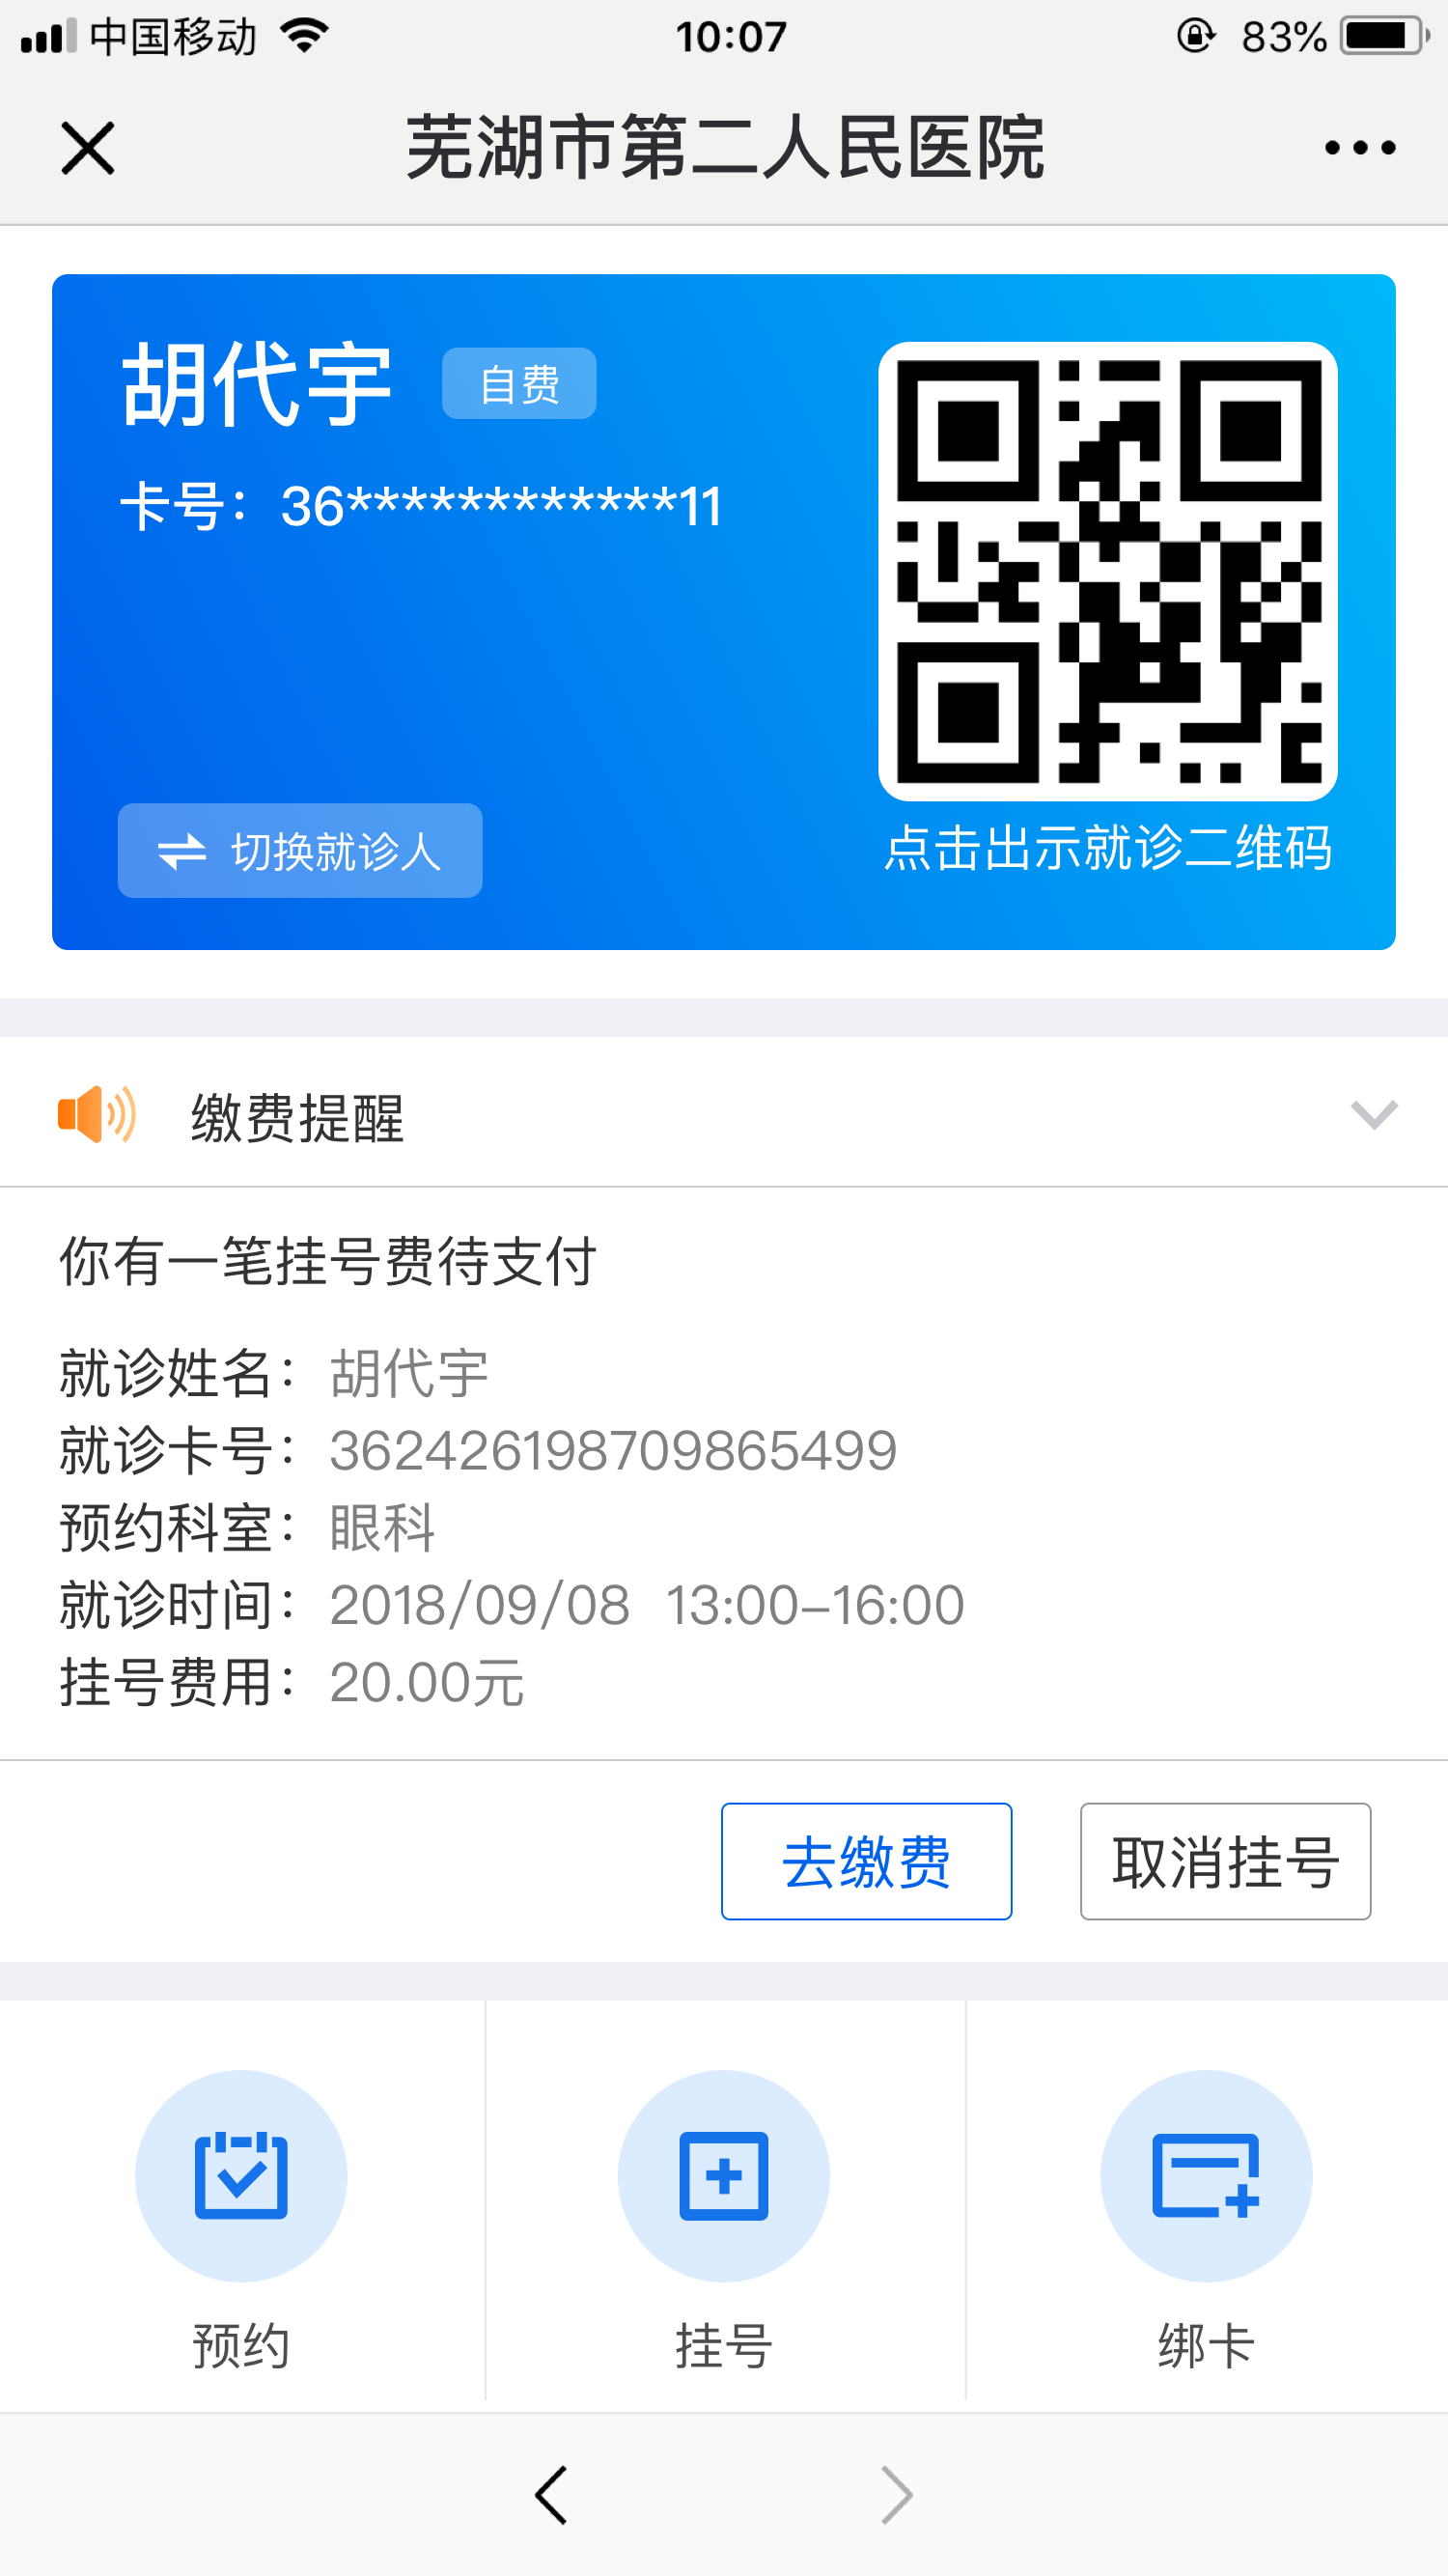 中国移动 10:07 83%
芜湖市第二人民医院
胡代宇 自费
卡号：36************11
切换就诊人
点击出示就诊二维码
缴费提醒
你有一笔挂号费待支付
就诊姓名：胡代宇
就诊卡号：362426198709865499
预约科室：眼科
就诊时间：2018/09/08 13:00-16:00
挂号费用：20.00元
去缴费 取消挂号
预约 挂号 绑卡